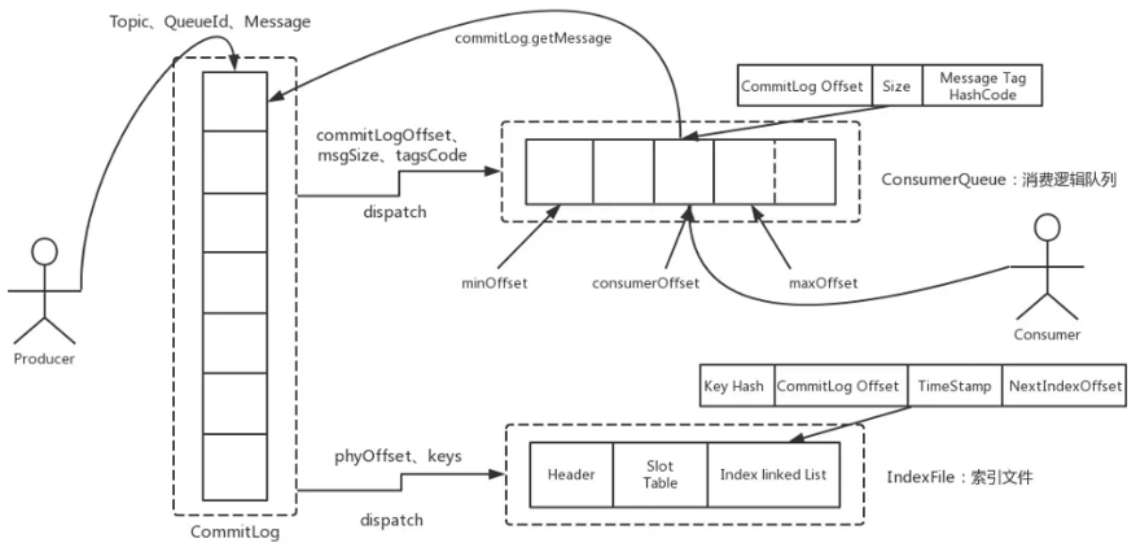 Topic、QueueId、Message
commitLog.getMessage
CommitLog Offset
Size
Message Tag
HashCode
commitLogOffset、
msgSize、tagsCode
dispatch
ConsumerQueue：消费逻辑队列
minOffset
consumerOffset
maxOffset
Producer
Consumer
Key Hash
CommitLog Offset
TimeStamp
NextIndexOffset
phyOffset、keys
dispatch
Header
Slot
Table
Index linked List
IndexFile：索引文件
CommitLog